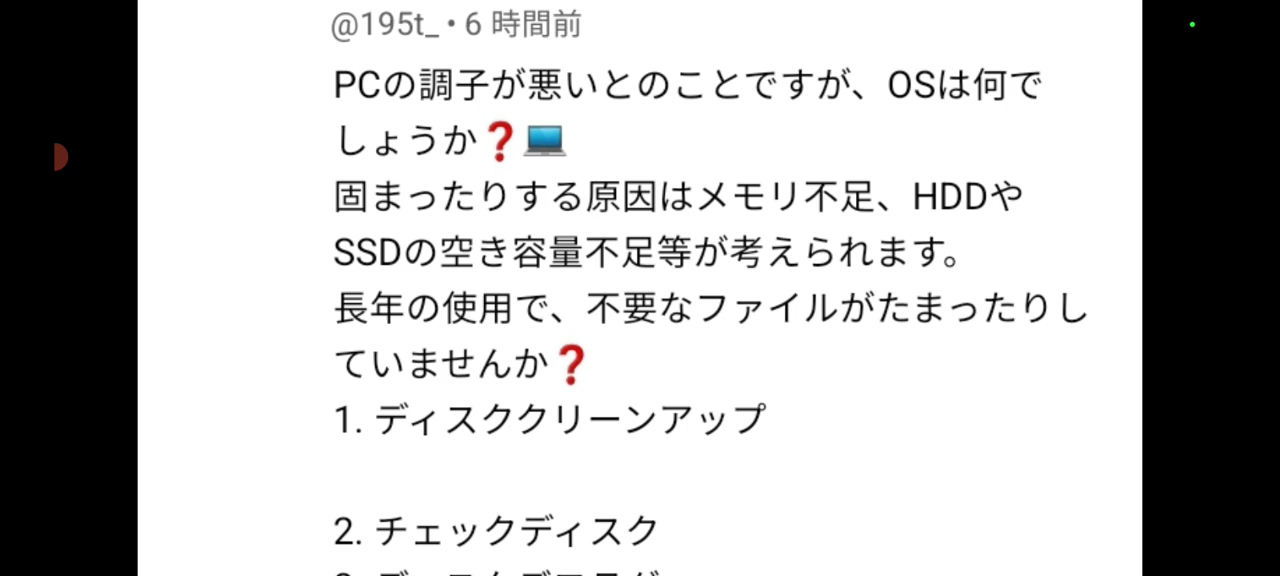 @195t_ • 6 時間前
PCの調子が悪いとのことですが、OSは何で
しょうか❓💻
固まったりする原因はメモリ不足、HDDや
SSDの空き容量不足等が考えられます。
長年の使用で、不要なファイルがたまったりし
ていませんか❓
1. ディスククリーンアップ
2. チェックディスク